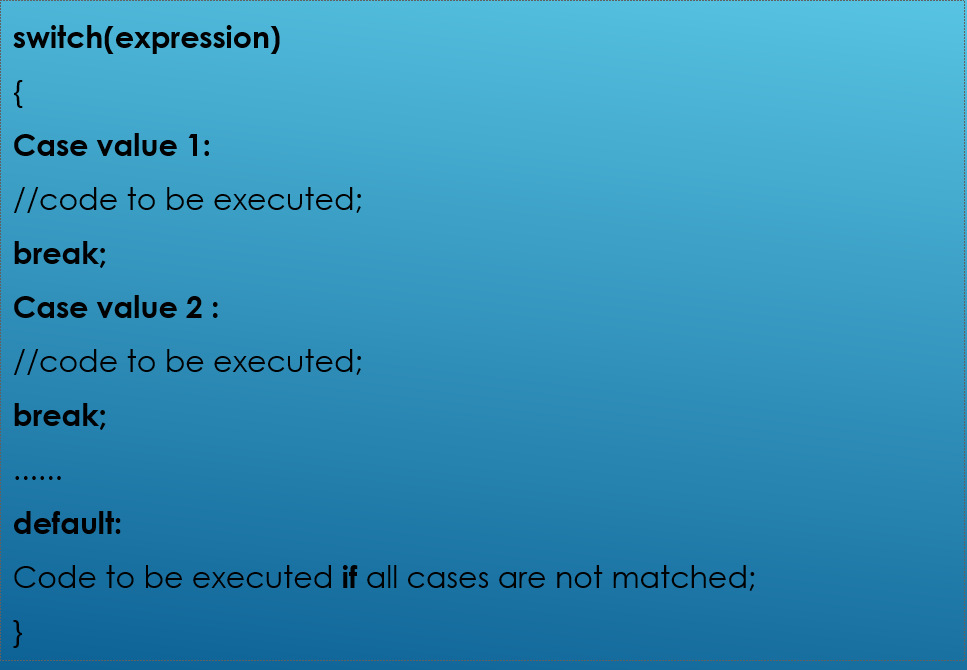 switch(expression)
{
Case value 1:
//code to be executed;
break;
Case value 2 :
//code to be executed;
break;
......
default:
Code to be executed if all cases are not matched;
}